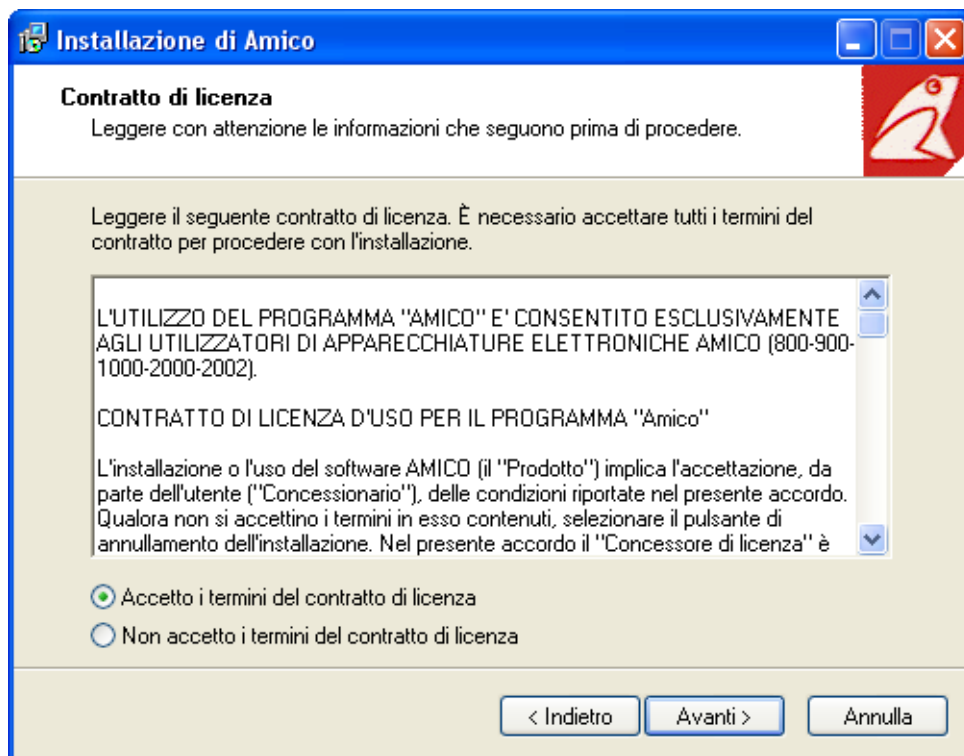 Installazione di Amico
Contratto di licenza
Leggere con attenzione le informazioni che seguono prima di procedere.
Leggere il seguente contratto di licenza. È necessario accettare tutti i termini del
contratto per procedere con l'installazione.
L'UTILIZZO DEL PROGRAMMA "AMICO" E' CONSENTITO ESCLUSIVAMENTE
AGLI UTILIZZATORI DI APPARECCHIATURE ELETTRONICHE AMICO (800-900-
1000-2000-2002).
CONTRATTO DI LICENZA D'USO PER IL PROGRAMMA "Amico"
L'installazione o l'uso del software AMICO (il "Prodotto") implica l'accettazione, da
parte dell'utente ("Concessionario"), delle condizioni riportate nel presente accordo.
Qualora non si accettino i termini in esso contenuti, selezionare il pulsante di
annullamento dell'installazione. Nel presente accordo il "Concessore di licenza" è
Accetto i termini del contratto di licenza
Non accetto i termini del contratto di licenza
< Indietro
Avanti >
Annulla